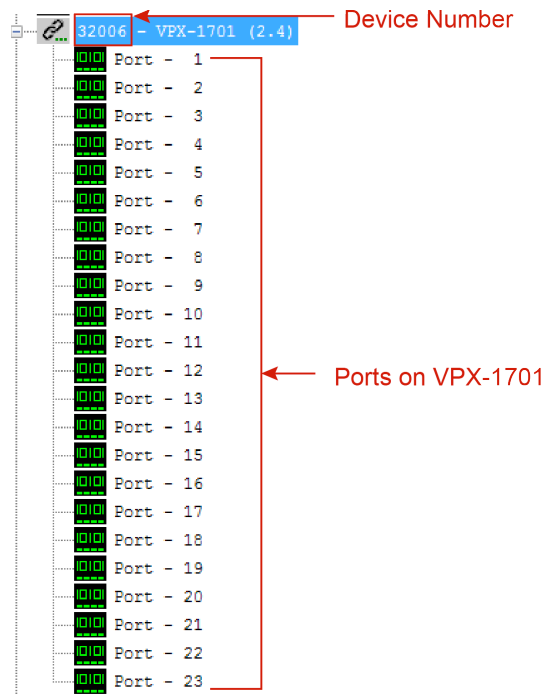 Device Number
32006 - VPX-1701 (2.4)
Port - 1
Port - 2
Port - 3
Port - 4
Port - 5
Port - 6
Port - 7
Port - 8
Port - 9
Port - 10
Port - 11
Port - 12
Ports on VPX-1701
Port - 13
Port - 14
Port - 15
Port - 16
Port - 17
Port - 18
Port - 19
Port - 20
Port - 21
Port - 22
Port - 23